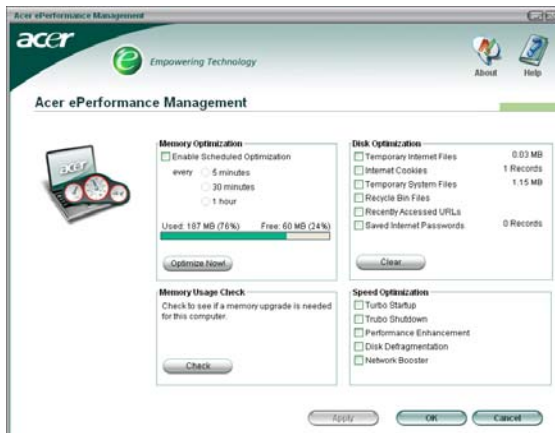 Acer ePerformance Management
acer
e Empowering Technology
About
Help
Acer ePerformance Management
Memory Optimization
Enable Scheduled Optimization
every 5 minutes
30 minutes
1 hour
Used: 187 MB (76%) Free: 60 MB (24%)
Optimize Now!
Disk Optimization
Temporary Internet Files 0.03 MB
Internet Cookies 1 Records
Temporary System Files 1.15 MB
Recycle Bin Files
Recently Accessed URLs
Saved Internet Passwords 0 Records
Clear
Memory Usage Check
Check to see if a memory upgrade is needed
for this computer.
Check
Speed Optimization
Turbo Startup
Trubo Shutdown
Performance Enhancement
Disk Defragmentation
Network Booster
Apply
OK
Cancel